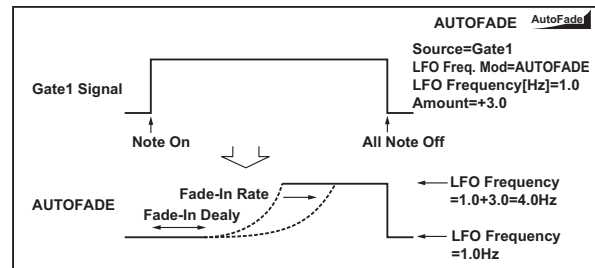 AUTOFADE AutoFade
Source=Gate1
LFO Freq. Mod=AUTOFADE
LFO Frequency[Hz]=1.0
Amount=+3.0
Gate1 Signal
Note On
All Note Off
AUTOFADE
Fade-In Rate
Fade-In Dealy
LFO Frequency
=1.0+3.0=4.0Hz
LFO Frequency
=1.0Hz